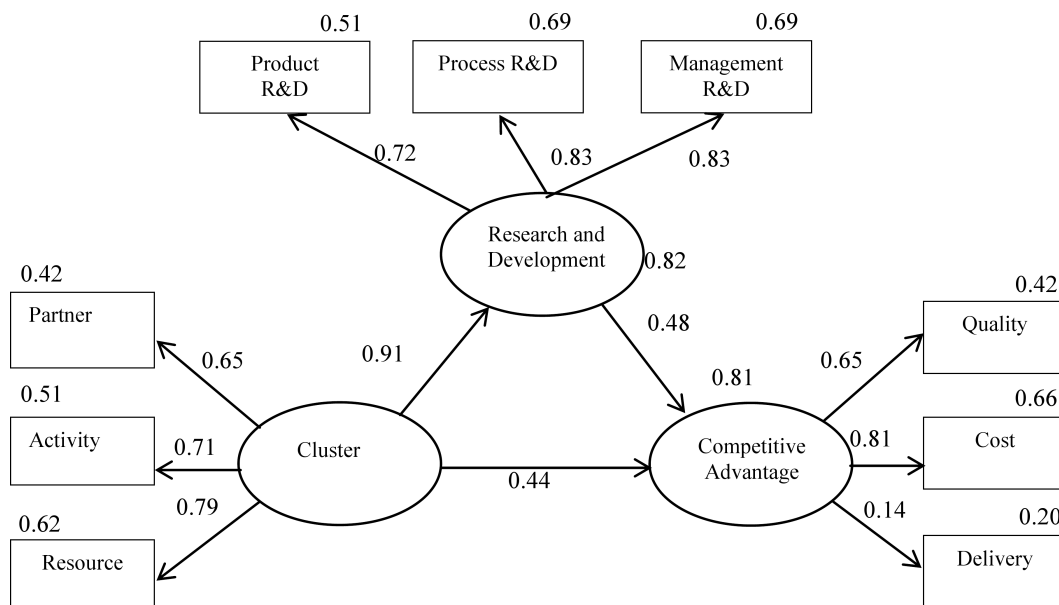 0.51
0.69
0.69
Product
R&D
Process R&D
Management
R&D
0.72
0.83
0.83
Research and
Development
0.82
0.42
Partner
0.65
0.91
0.48
0.42
Quality
0.65
0.51
Activity
0.71
Cluster
0.44
0.81
Competitive
Advantage
0.81
0.66
Cost
0.62
Resource
0.79
0.14
0.20
Delivery